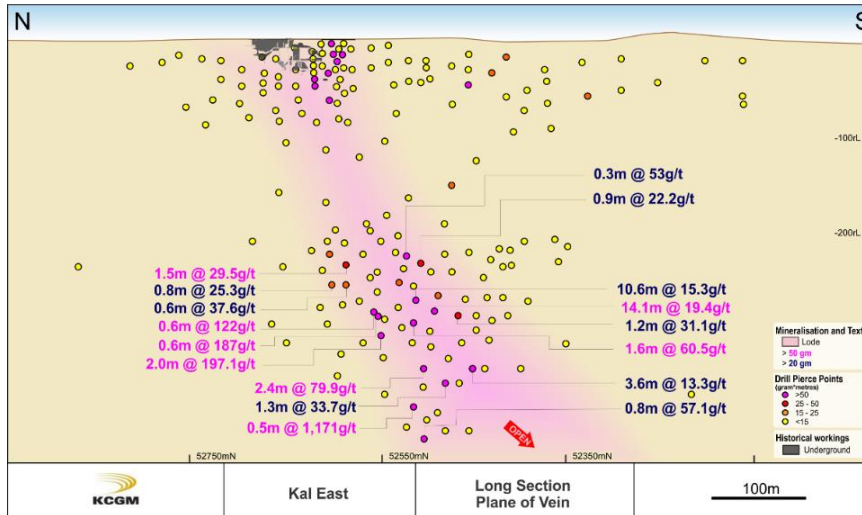 N
S
-100rL
-200rL
0.3m @ 53g/t
0.9m @ 22.2g/t
1.5m @ 29.5g/t
0.8m @ 25.3g/t
0.6m @ 37.6g/t
0.6m @ 122g/t
0.6m @ 187g/t
2.0m @ 197.1g/t
10.6m @ 15.3g/t
14.1m @ 19.4g/t
1.2m @ 31.1g/t
1.6m @ 60.5g/t
2.4m @ 79.9g/t
1.3m @ 33.7g/t
0.5m @ 1,171g/t
3.6m @ 13.3g/t
0.8m @ 57.1g/t
OPEN
Mineralisation and Text
Lode
> 50 gm
> 20 gm
Drill Pierce Points
(gram*metres)
>50
25 - 50
15 - 25
<15
Historical workings
Underground
52750mN
52550mN
52350mN
KCGM
Kal East
Long Section
Plane of Vein
100m